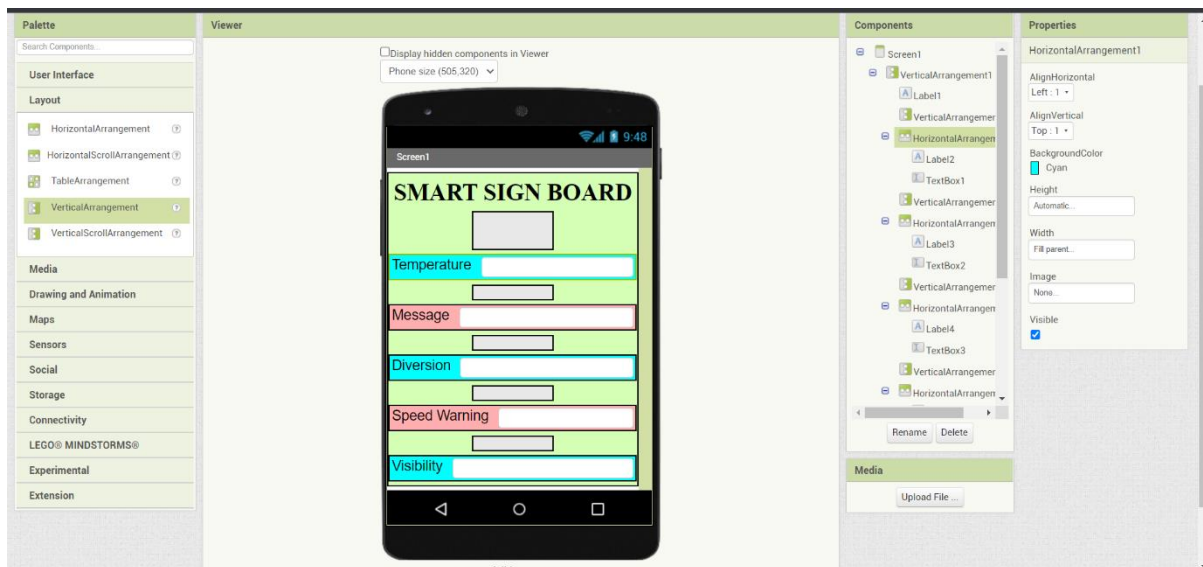 Palette
Search Components...
User Interface
Layout
HorizontalArrangement
HorizontalScrollArrangement
TableArrangement
VerticalArrangement
VerticalScrollArrangement
Media
Drawing and Animation
Maps
Sensors
Social
Storage
Connectivity
LEGO® MINDSTORMS®
Experimental
Extension
Viewer
Display hidden components in Viewer
Phone size (505,320)
9:48
Screen1
SMART SIGN BOARD
Temperature
Message
Diversion
Speed Warning
Visibility
Components
Screen1
VerticalArrangement1
Label1
VerticalArrangemer
HorizontalArrangem
Label2
TextBox1
VerticalArrangemer
HorizontalArrangem
Label3
TextBox2
VerticalArrangemer
HorizontalArrangem
Label4
TextBox3
VerticalArrangemer
HorizontalArrangem
Rename Delete
Media
Upload File ...
Properties
HorizontalArrangement1
AlignHorizontal
Left : 1
AlignVertical
Top : 1
BackgroundColor
Cyan
Height
Automatic...
Width
Fill parent...
Image
None...
Visible